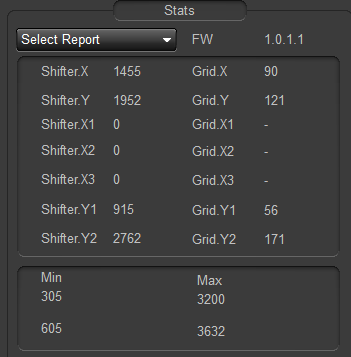 Stats
Select Report FW 1.0.1.1
Shifter.X 1455 Grid.X 90
Shifter.Y 1952 Grid.Y 121
Shifter.X1 0 Grid.X1 -
Shifter.X2 0 Grid.X2 -
Shifter.X3 0 Grid.X3 -
Shifter.Y1 915 Grid.Y1 56
Shifter.Y2 2762 Grid.Y2 171
Min Max
305 3200
605 3632